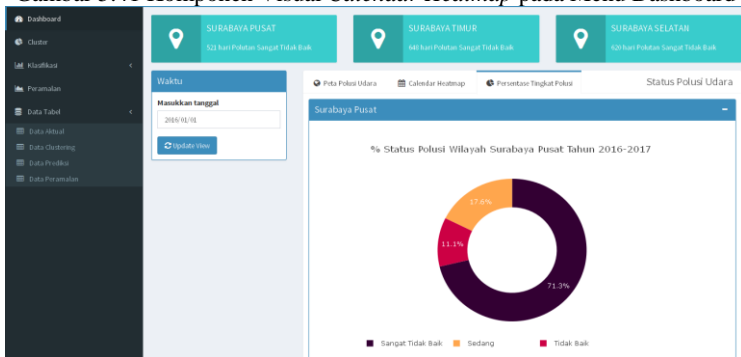 Gambar 5.41 Komponen Visual Calendar Heatmap pada Menu Dashboard
Dashboard
Cluster
Klasifikasi
Peramalan
Data Tabel
Data Aktual
Data Clustering
Data Prediksi
Data Peramalan
SURABAYA PUSAT
521 hari Polutan Sangat Tidak Baik
SURABAYA TIMUR
640 hari Polutan Sangat Tidak Baik
SURABAYA SELATAN
620 hari Polutan Sangat Tidak Baik
Waktu
Masukkan tanggal
2016/01/01
Update View
Peta Polusi Udara
Calendar Heatmap
Persentase Tingkat Polusi
Status Polusi Udara
Surabaya Pusat
% Status Polusi Wilayah Surabaya Pusat Tahun 2016-2017
17.6%
11.1%
71.3%
Sangat Tidak Baik
Sedang
Tidak Baik